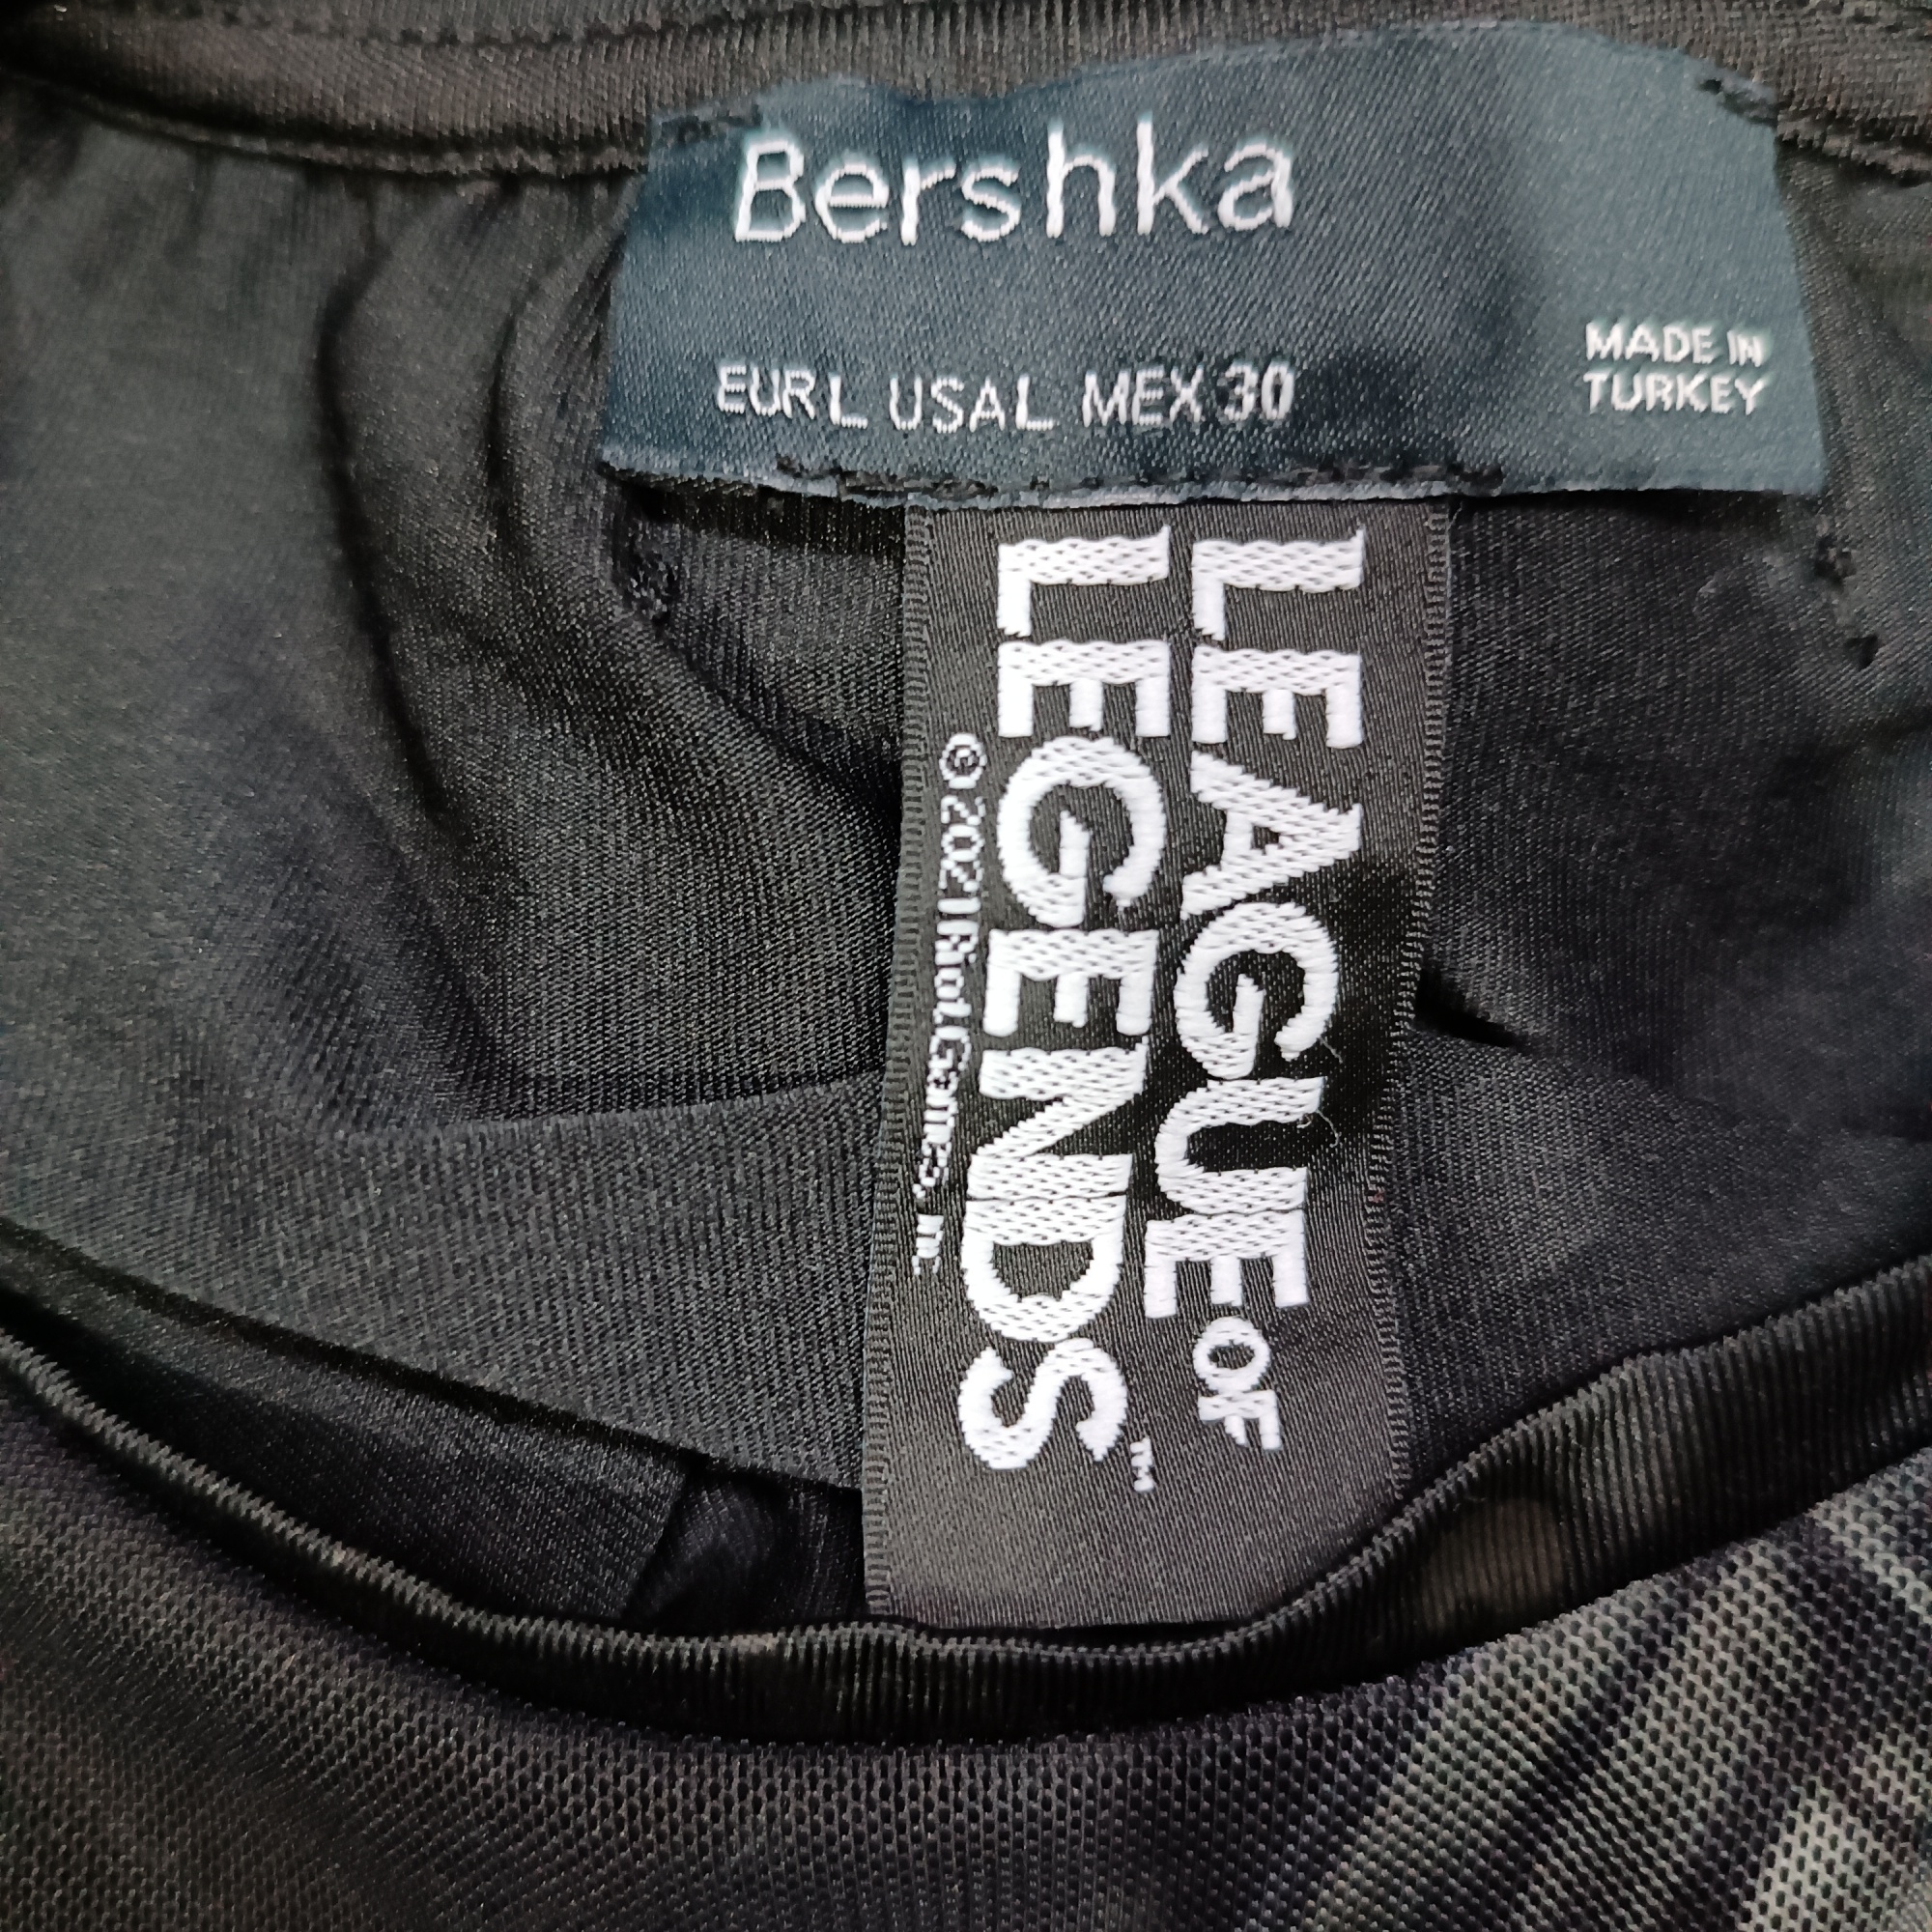 Bershka
EUR L USA L MEX 30
MADE IN
TURKEY
LEAGUE OF
LEGENDS™
© 2021 Riot Games, Inc